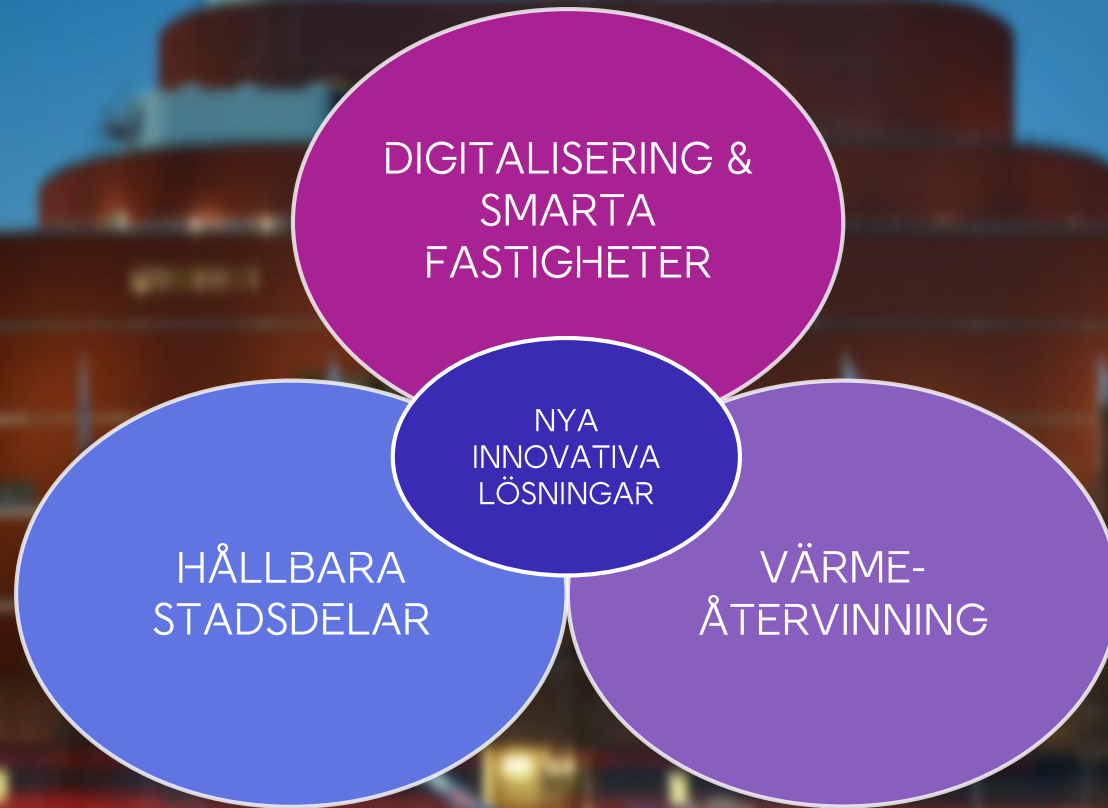 DIGITALISERING &
SMARTA
FASTIGHETER
NYA
INNOVATIVA
LÖSNINGAR
HÅLLBARA
STADSDELAR
VÄRME-
ÅTERVINNING